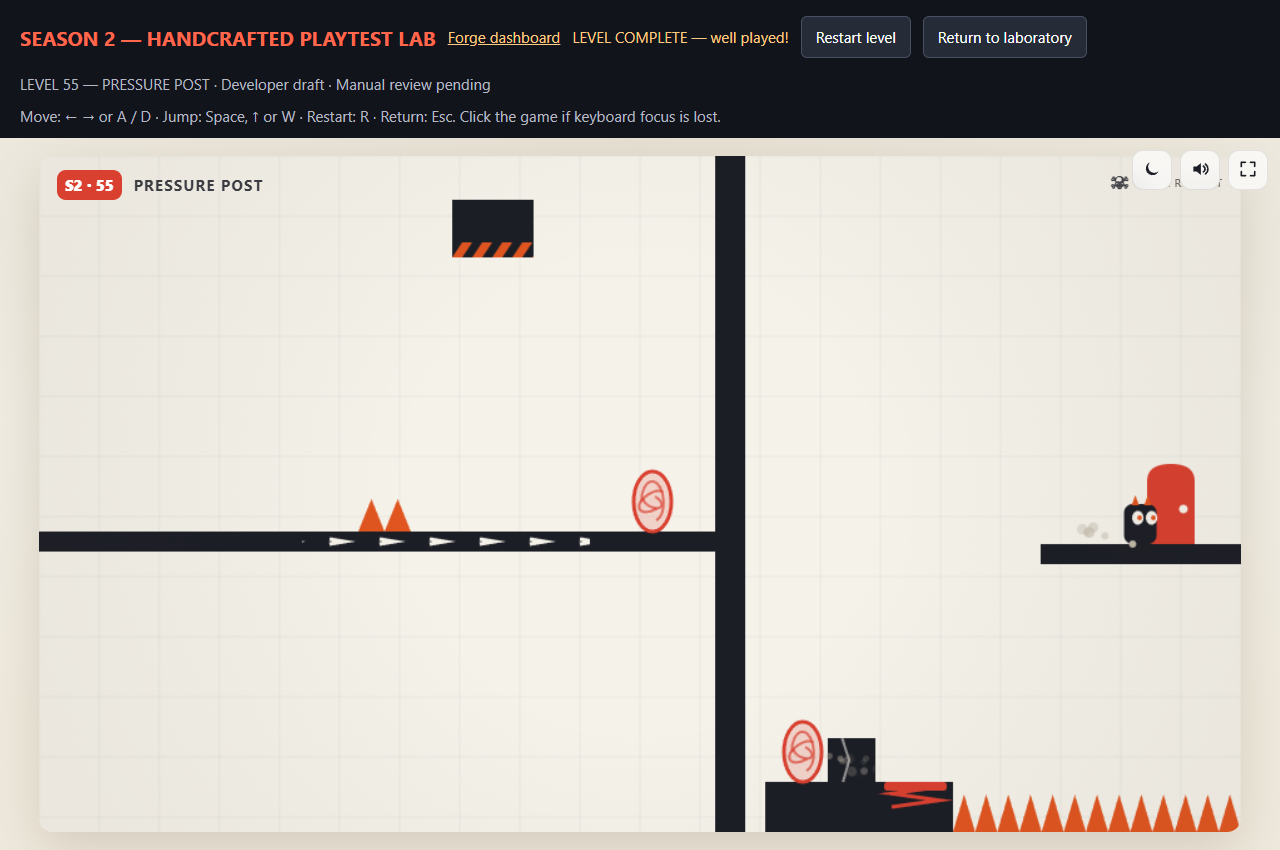 SEASON 2 — HANDCRAFTED PLAYTEST LAB Forge dashboard LEVEL COMPLETE — well played! Restart level Return to laboratory
LEVEL 55 — PRESSURE POST · Developer draft · Manual review pending
Move: ← → or A / D · Jump: Space, ↑ or W · Restart: R · Return: Esc. Click the game if keyboard focus is lost.
S2 · 55 PRESSURE POST